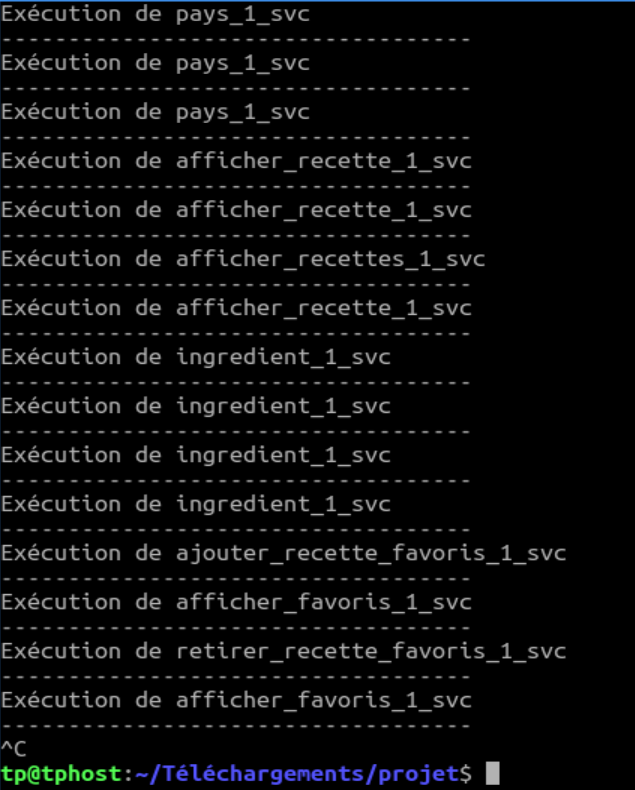 Exécution de pays_1_svc
-----------------------------------
Exécution de pays_1_svc
-----------------------------------
Exécution de pays_1_svc
-----------------------------------
Exécution de afficher_recette_1_svc
-----------------------------------
Exécution de afficher_recette_1_svc
-----------------------------------
Exécution de afficher_recettes_1_svc
-----------------------------------
Exécution de afficher_recette_1_svc
-----------------------------------
Exécution de ingredient_1_svc
-----------------------------------
Exécution de ingredient_1_svc
-----------------------------------
Exécution de ingredient_1_svc
-----------------------------------
Exécution de ingredient_1_svc
-----------------------------------
Exécution de ajouter_recette_favoris_1_svc
-----------------------------------
Exécution de afficher_favoris_1_svc
-----------------------------------
Exécution de retirer_recette_favoris_1_svc
-----------------------------------
Exécution de afficher_favoris_1_svc
-----------------------------------
^C
tp@tphost:~/Téléchargements/projet$